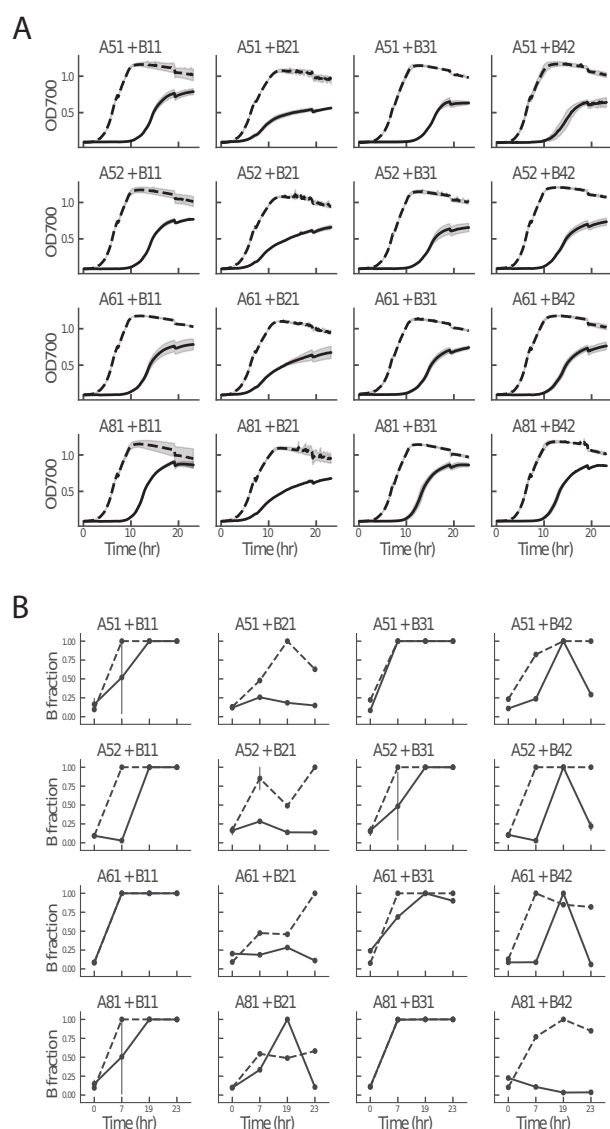 A
A51 + B11 A51 + B21 A51 + B31 A51 + B42
OD700 1.0 0.5
A52 + B11 A52 + B21 A52 + B31 A52 + B42
OD700 1.0 0.5
A61 + B11 A61 + B21 A61 + B31 A61 + B42
OD700 1.0 0.5
A81 + B11 A81 + B21 A81 + B31 A81 + B42
OD700 1.0 0.5
0 10 20 0 10 20 0 10 20 0 10 20
Time (hr) Time (hr) Time (hr) Time (hr)
B
A51 + B11 A51 + B21 A51 + B31 A51 + B42
B fraction 1.00 0.75 0.50 0.25 0.00
A52 + B11 A52 + B21 A52 + B31 A52 + B42
B fraction 1.00 0.75 0.50 0.25 0.00
A61 + B11 A61 + B21 A61 + B31 A61 + B42
B fraction 1.00 0.75 0.50 0.25 0.00
A81 + B11 A81 + B21 A81 + B31 A81 + B42
B fraction 1.00 0.75 0.50 0.25 0.00
0 7 19 23 0 7 19 23 0 7 19 23 0 7 19 23
Time (hr) Time (hr) Time (hr) Time (hr)